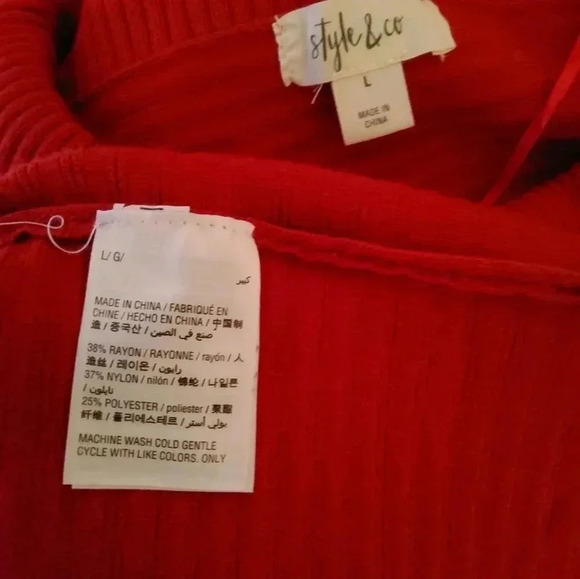 style & co
L
MADE IN
CHINA
L/ G/
كبير
MADE IN CHINA / FABRIQUÉ EN
CHINE / HECHO EN CHINA / 中国制
造 / 중국산 / صنع في الصين /
38% RAYON / RAYONNE / rayón / 人
造丝 / 레이온 / رايون /
37% NYLON / nilón / 锦纶 / 나일론
/ نايلون /
25% POLYESTER / poliester / 聚酯
纤维 / 폴리에스테르 / بولي أستر /
MACHINE WASH COLD GENTLE
CYCLE WITH LIKE COLORS. ONLY